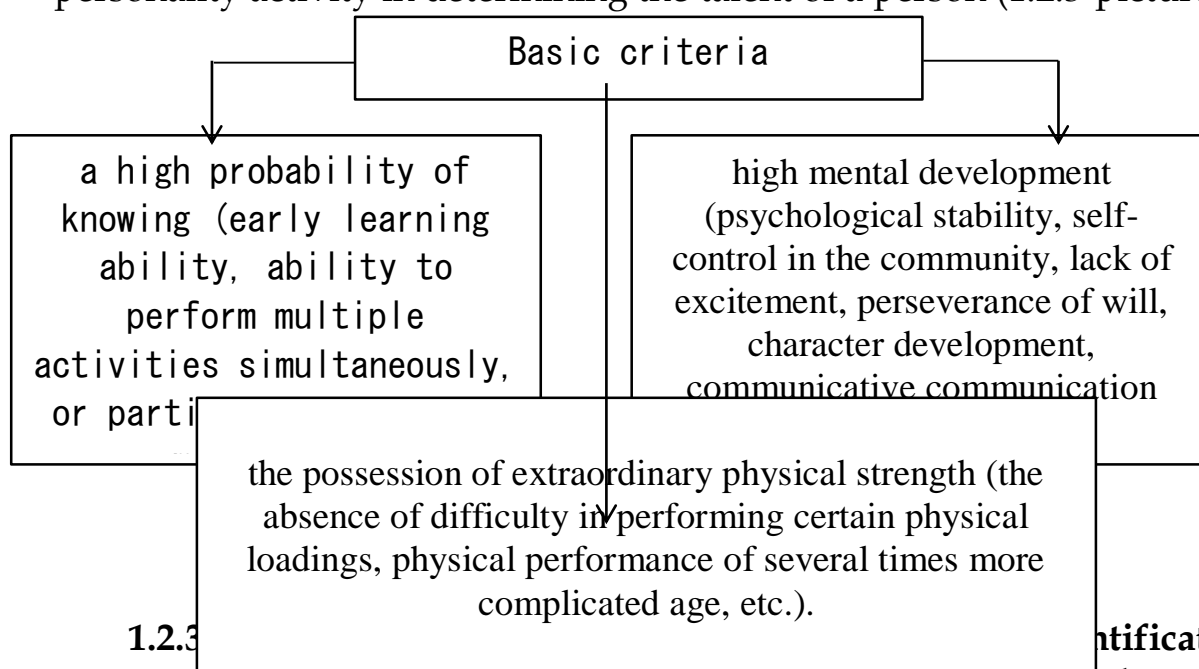 personality activity in determining the talent of a person (1.2.3-picture
Basic criteria
a high probability of
knowing (early learning
ability, ability to
perform multiple
activities simultaneously,
or parti
high mental development
(psychological stability, self-
control in the community, lack of
excitement, perseverance of will,
character development,
communicative communication
the possession of extraordinary physical strength (the
absence of difficulty in performing certain physical
loadings, physical performance of several times more
complicated age, etc.).
1.2.3
ntificat